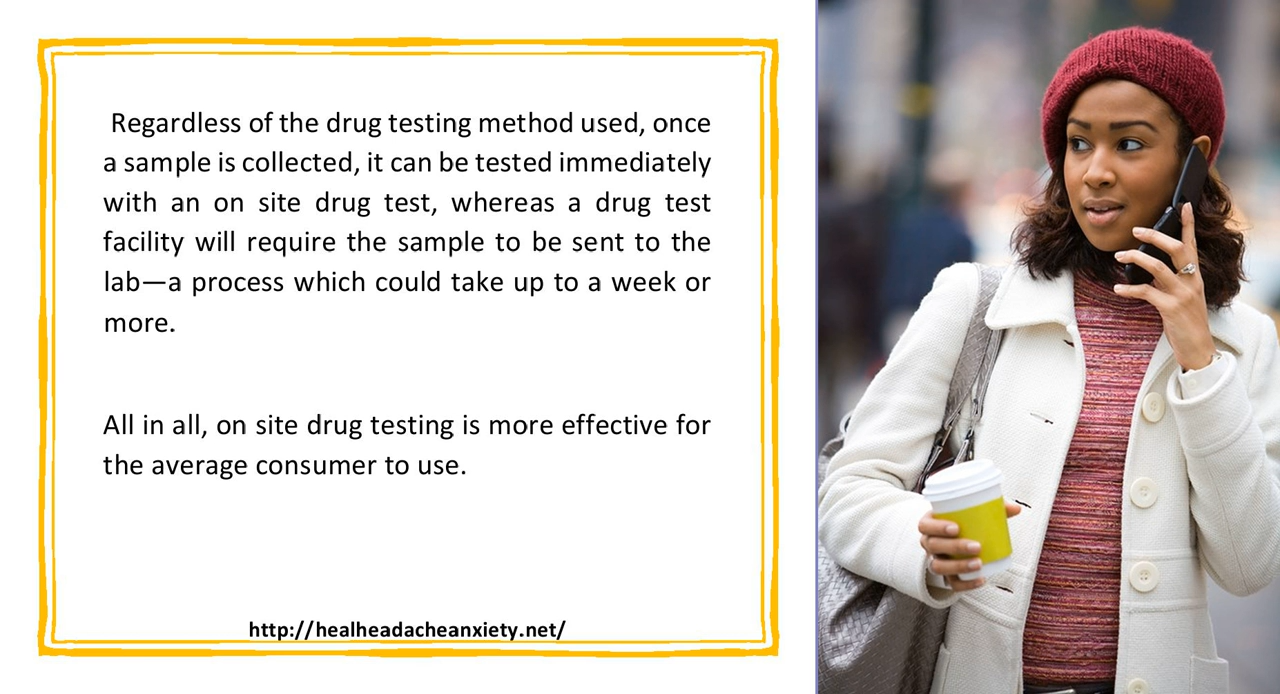 Regardless of the drug testing method used, once
a sample is collected, it can be tested immediately
with an on site drug test, whereas a drug test
facility will require the sample to be sent to the
lab—a process which could take up to a week or
more.
All in all, on site drug testing is more effective for
the average consumer to use.
http://healheadacheanxiety.net/